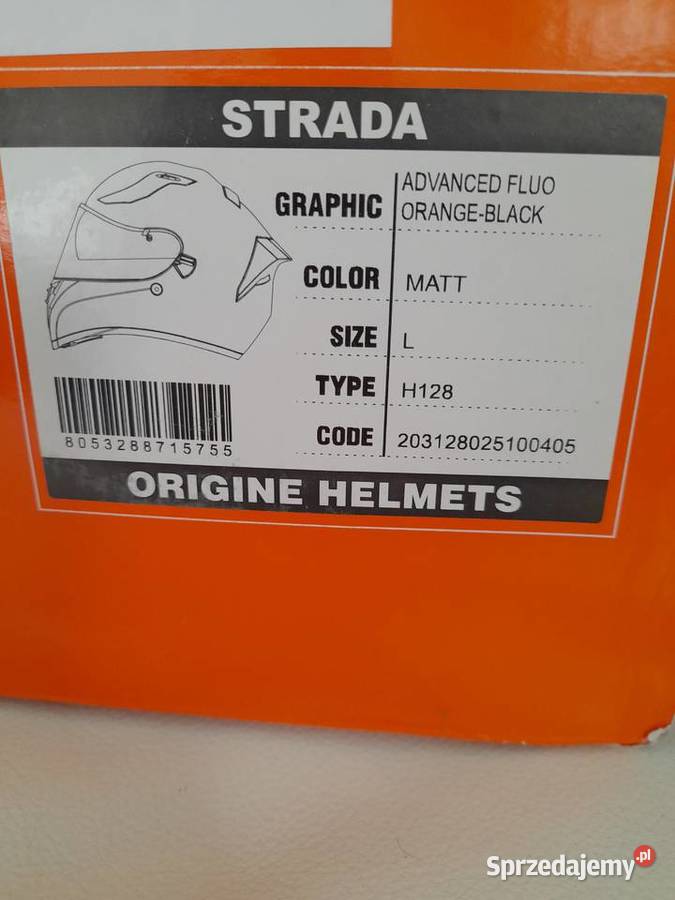 STRADA
GRAPHIC ADVANCED FLUO
ORANGE-BLACK
COLOR MATT
SIZE L
TYPE H128
CODE 203128025100405
8053288715755
ORIGINE HELMETS
Sprzedajemy.pl